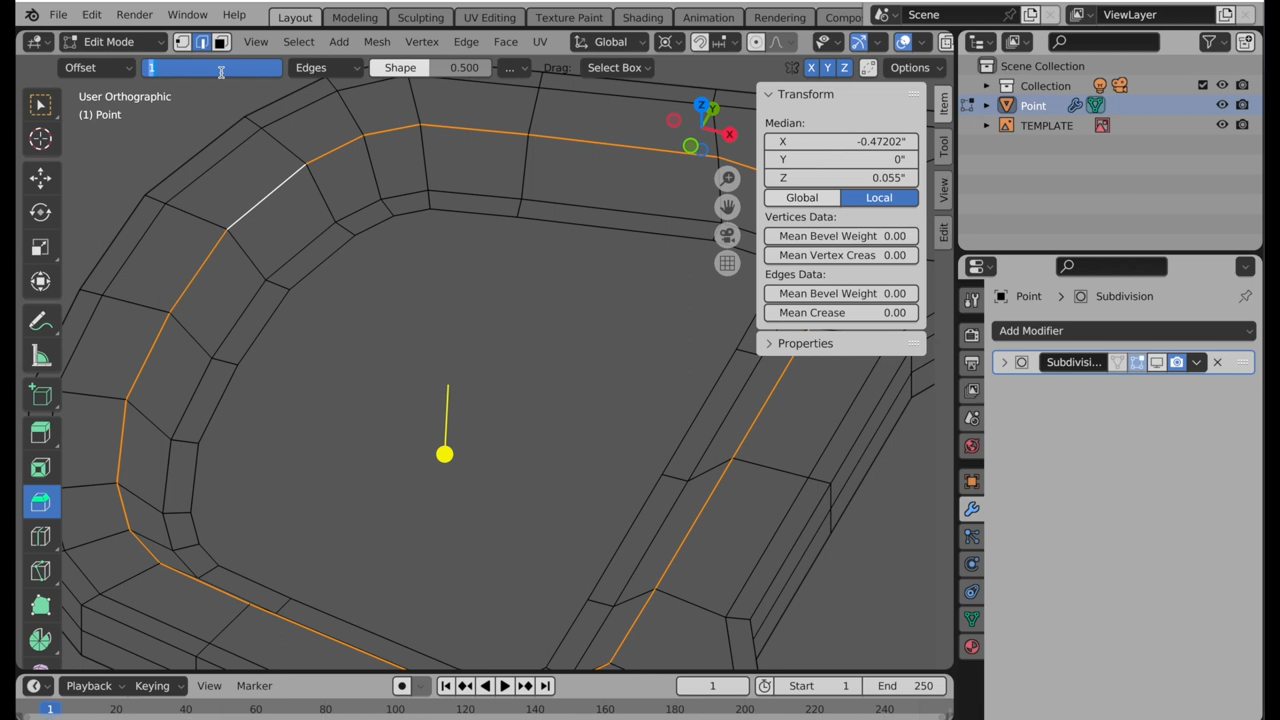 File Edit Render Window Help Layout Modeling Sculpting UV Editing Texture Paint Shading Animation Rendering Compo Scene ViewLayer
Edit Mode View Select Add Mesh Vertex Edge Face UV Global
Offset 1 Edges Shape 0.500 ... Drag: Select Box X Y Z Options
Scene Collection
Collection
Point
TEMPLATE
User Orthographic
(1) Point
Z Y X
Transform
Median:
X -0.47202"
Y 0"
Z 0.055"
Global Local
Vertices Data:
Mean Bevel Weight 0.00
Mean Vertex Creas 0.00
Edges Data:
Mean Bevel Weight 0.00
Mean Crease 0.00
Properties
Item
Tool
View
Edit
Point Subdivision
Add Modifier
Subdivisi...
Playback Keying View Marker 1 Start 1 End 250
1 20 40 60 80 100 120 140 160 180 200 220 240